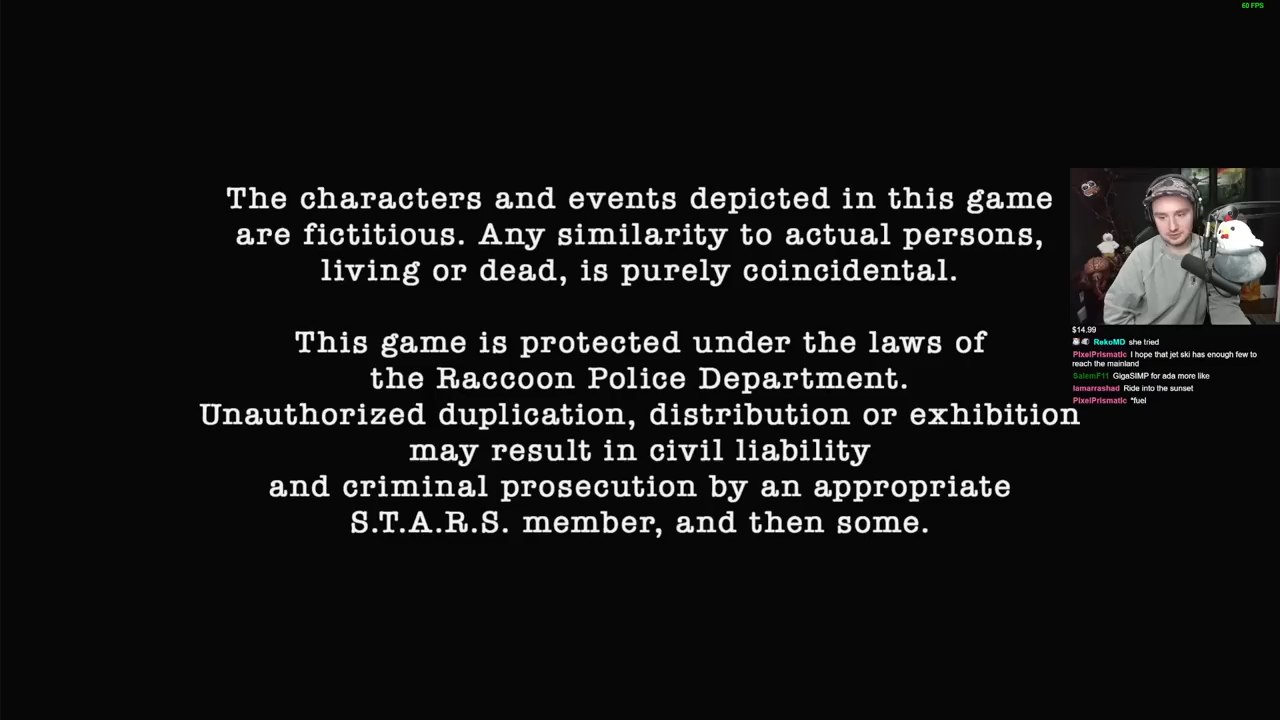 60 FPS
The characters and events depicted in this game
are fictitious. Any similarity to actual persons,
living or dead, is purely coincidental.
This game is protected under the laws of
the Raccoon Police Department.
Unauthorized duplication, distribution or exhibition
may result in civil liability
and criminal prosecution by an appropriate
S.T.A.R.S. member, and then some.
$14.99
RekoMD she tried
PixelPrismatic I hope that jet ski has enough few to
reach the mainland
SalemF11 GigaSIMP for ada more like
Iamarrashad Ride into the sunset
PixelPrismatic *fuel